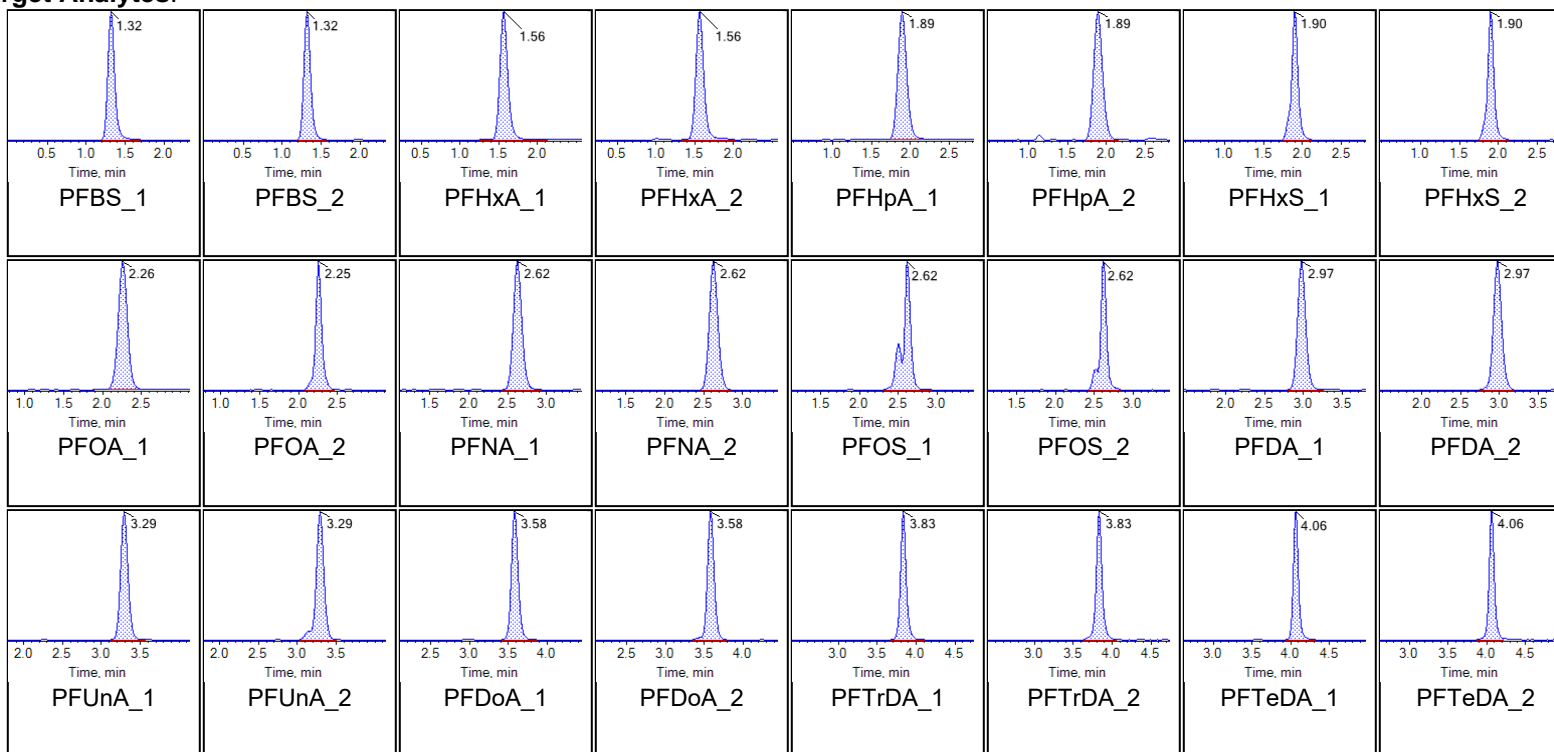 rget Analytes:
1.32 1.32 1.56 1.56 1.89 1.89 1.90 1.90
0.5 1.0 1.5 2.0 0.5 1.0 1.5 2.0 0.5 1.0 1.5 2.0 0.5 1.0 1.5 2.0 1.0 1.5 2.0 2.5 1.0 1.5 2.0 2.5 1.0 1.5 2.0 2.5 1.0 1.5 2.0 2.5
Time, min Time, min Time, min Time, min Time, min Time, min Time, min Time, min
PFBS_1 PFBS_2 PFHxA_1 PFHxA_2 PFHpA_1 PFHpA_2 PFHxS_1 PFHxS_2
2.26 2.25 2.62 2.62 2.62 2.62 2.97 2.97
1.0 1.5 2.0 2.5 1.0 1.5 2.0 2.5 1.5 2.0 2.5 3.0 1.5 2.0 2.5 3.0 1.5 2.0 2.5 3.0 1.5 2.0 2.5 3.0 2.0 2.5 3.0 3.5 2.0 2.5 3.0 3.5
Time, min Time, min Time, min Time, min Time, min Time, min Time, min Time, min
PFOA_1 PFOA_2 PFNA_1 PFNA_2 PFOS_1 PFOS_2 PFDA_1 PFDA_2
3.29 3.29 3.58 3.58 3.83 3.83 4.06 4.06
2.0 2.5 3.0 3.5 2.0 2.5 3.0 3.5 2.5 3.0 3.5 4.0 2.5 3.0 3.5 4.0 3.0 3.5 4.0 4.5 3.0 3.5 4.0 4.5 3.0 3.5 4.0 4.5 3.0 3.5 4.0 4.5
Time, min Time, min Time, min Time, min Time, min Time, min Time, min Time, min
PFUnA_1 PFUnA_2 PFDoA_1 PFDoA_2 PFTrDA_1 PFTrDA_2 PFTeDA_1 PFTeDA_2